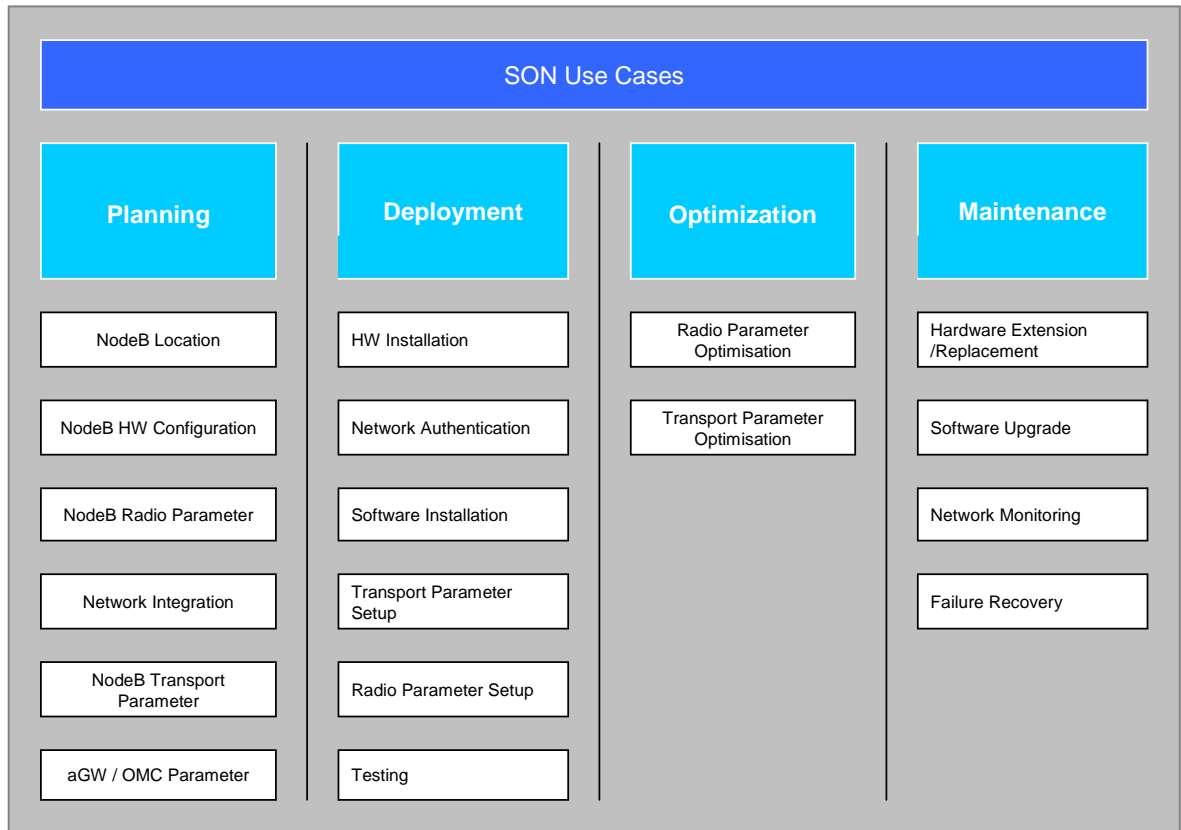 SON Use Cases
Planning
Deployment
Optimization
Maintenance
NodeB Location
NodeB HW Configuration
NodeB Radio Parameter
Network Integration
NodeB Transport
Parameter
aGW / OMC Parameter
HW Installation
Network Authentication
Software Installation
Transport Parameter
Setup
Radio Parameter Setup
Testing
Radio Parameter
Optimisation
Transport Parameter
Optimisation
Hardware Extension
/Replacement
Software Upgrade
Network Monitoring
Failure Recovery